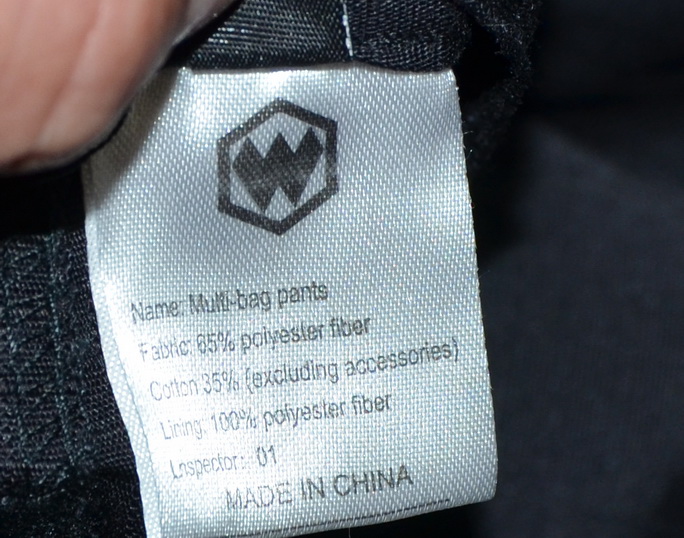 W
Name: Multi-bag pants
Fabric: 65% polyester fiber
Cotton 35% (excluding accessories)
Lining: 100% polyester fiber
Lnspector: 01
MADE IN CHINA